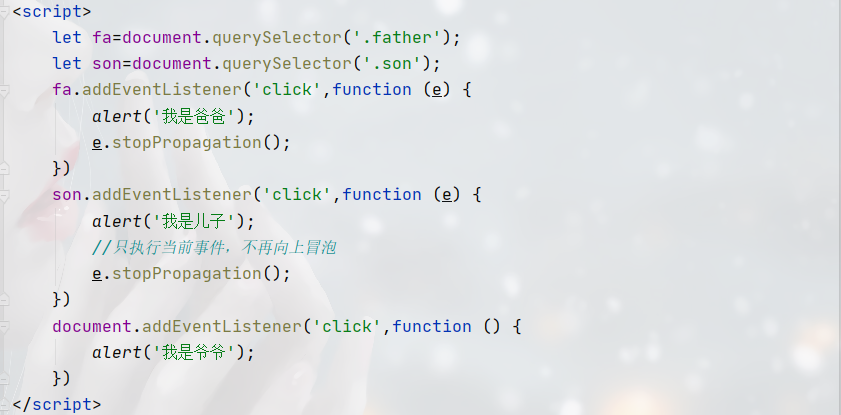 <script>
let fa=document.querySelector('.father');
let son=document.querySelector('.son');
fa.addEventListener('click',function (e) {
alert('我是爸爸');
e.stopPropagation();
})
son.addEventListener('click',function (e) {
alert('我是儿子');
//只执行当前事件，不再向上冒泡
e.stopPropagation();
})
document.addEventListener('click',function () {
alert('我是爷爷');
})
</script>